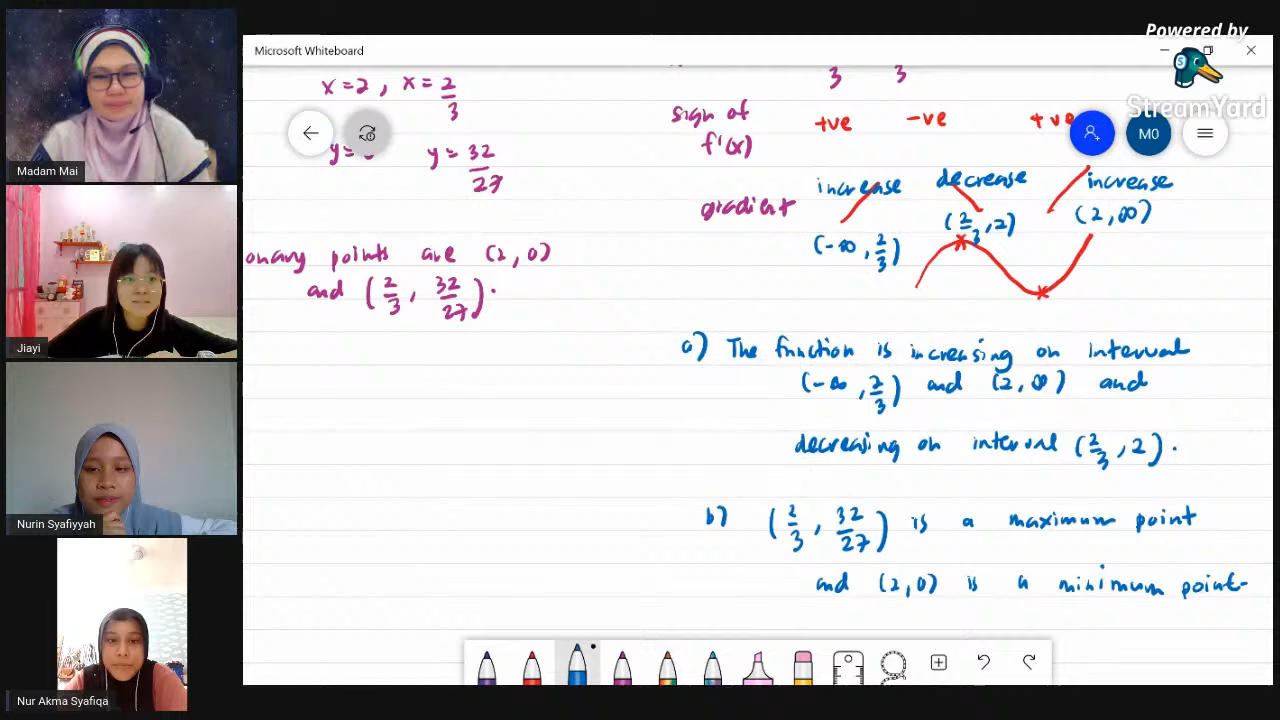 Powered by
StreamYard
Microsoft Whiteboard
Madam Mai
Jiayi
Nurin Syafiyyah
Nur Akma Syafiqa
x = 2 , x = 2/3
y = y = 32/27
onary points are (2, 0)
and (2/3 , 32/27).
3 3
sign of +ve -ve +ve
f'(x)
gradient increase decrease increase
(-∞, 2/3) (2/3, 2) (2, ∞)
M0
a) The function is increasing on interval
(-∞, 2/3) and (2, ∞) and
decreasing on interval (2/3, 2).
b) (2/3 , 32/27) is a maximum point
and (2, 0) is a minimum point.